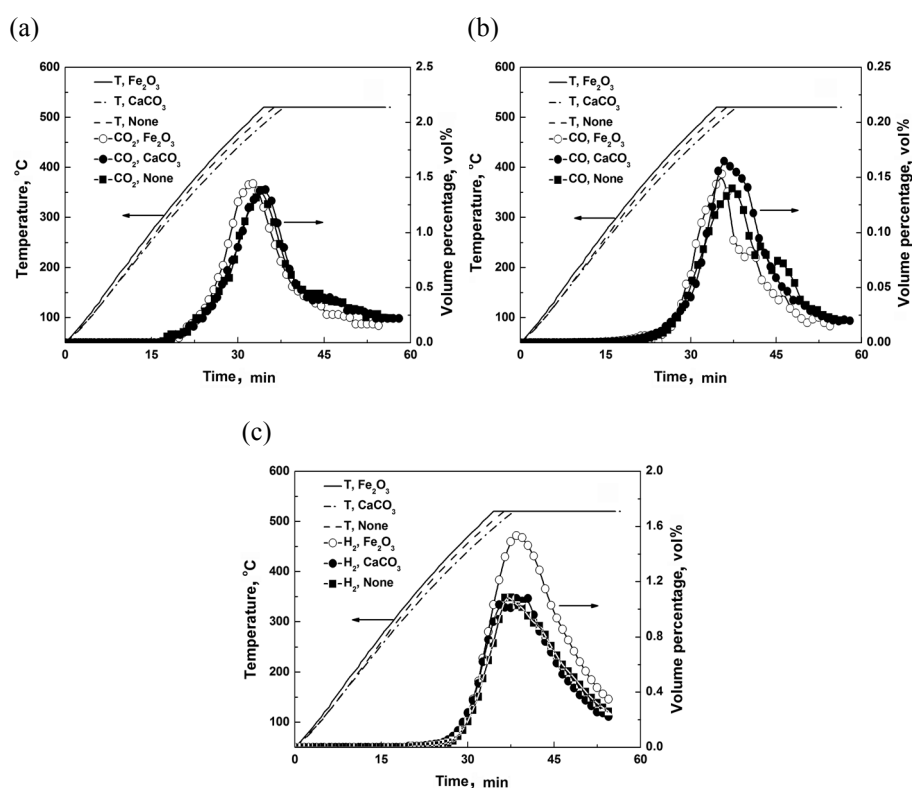 (a)
600
500
400
300
200
100
0
15
30
45
60
2.5
2.0
1.5
1.0
0.5
0.0
T, Fe₂O₃
T, CaCO₃
T, None
CO₂, Fe₂O₃
CO₂, CaCO₃
CO₂, None
Temperature, °C
Volume percentage, vol%
Time, min
(b)
600
500
400
300
200
100
0
15
30
45
60
0.25
0.20
0.15
0.10
0.05
0.00
T, Fe₂O₃
T, CaCO₃
T, None
CO, Fe₂O₃
CO, CaCO₃
CO, None
Temperature, °C
Volume percentage, vol%
Time, min
(c)
600
500
400
300
200
100
0
15
30
45
60
2.0
1.6
1.2
0.8
0.4
0.0
T, Fe₂O₃
T, CaCO₃
T, None
H₂, Fe₂O₃
H₂, CaCO₃
H₂, None
Temperature, °C
Volume percentage, vol%
Time, min